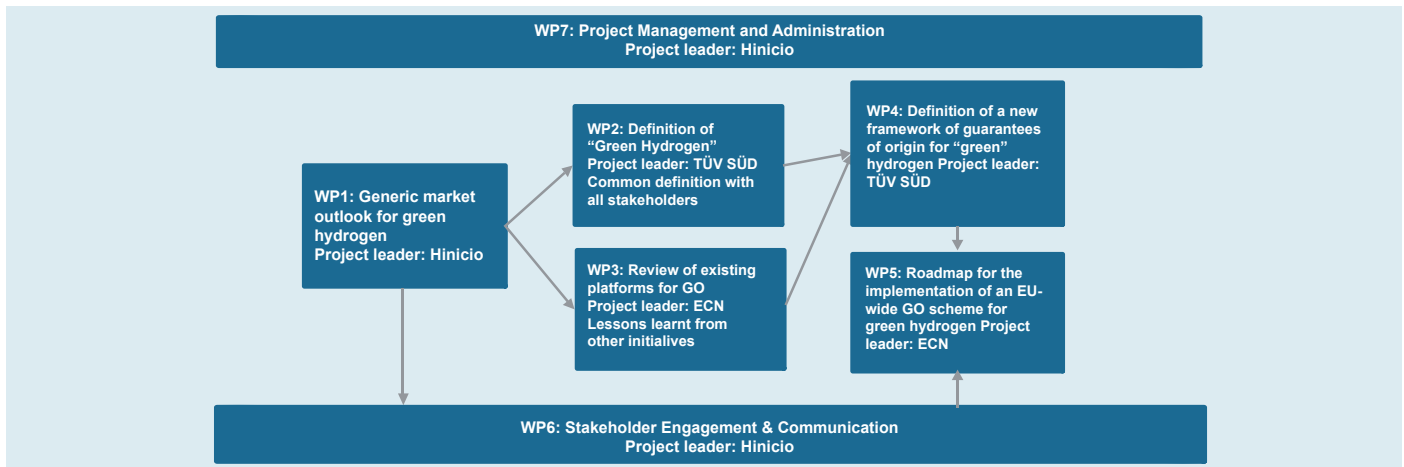 WP7: Project Management and Administration
Project leader: Hinicio
WP1: Generic market
outlook for green
hydrogen
Project leader: Hinicio
WP2: Definition of
“Green Hydrogen”
Project leader: TÜV SÜD
Common definition with
all stakeholders
WP3: Review of existing
platforms for GO
Project leader: ECN
Lessons learnt from
other initialives
WP4: Definition of a new
framework of guarantees
of origin for “green”
hydrogen Project leader:
TÜV SÜD
WP5: Roadmap for the
implementation of an EU-
wide GO scheme for
green hydrogen Project
leader: ECN
WP6: Stakeholder Engagement & Communication
Project leader: Hinicio